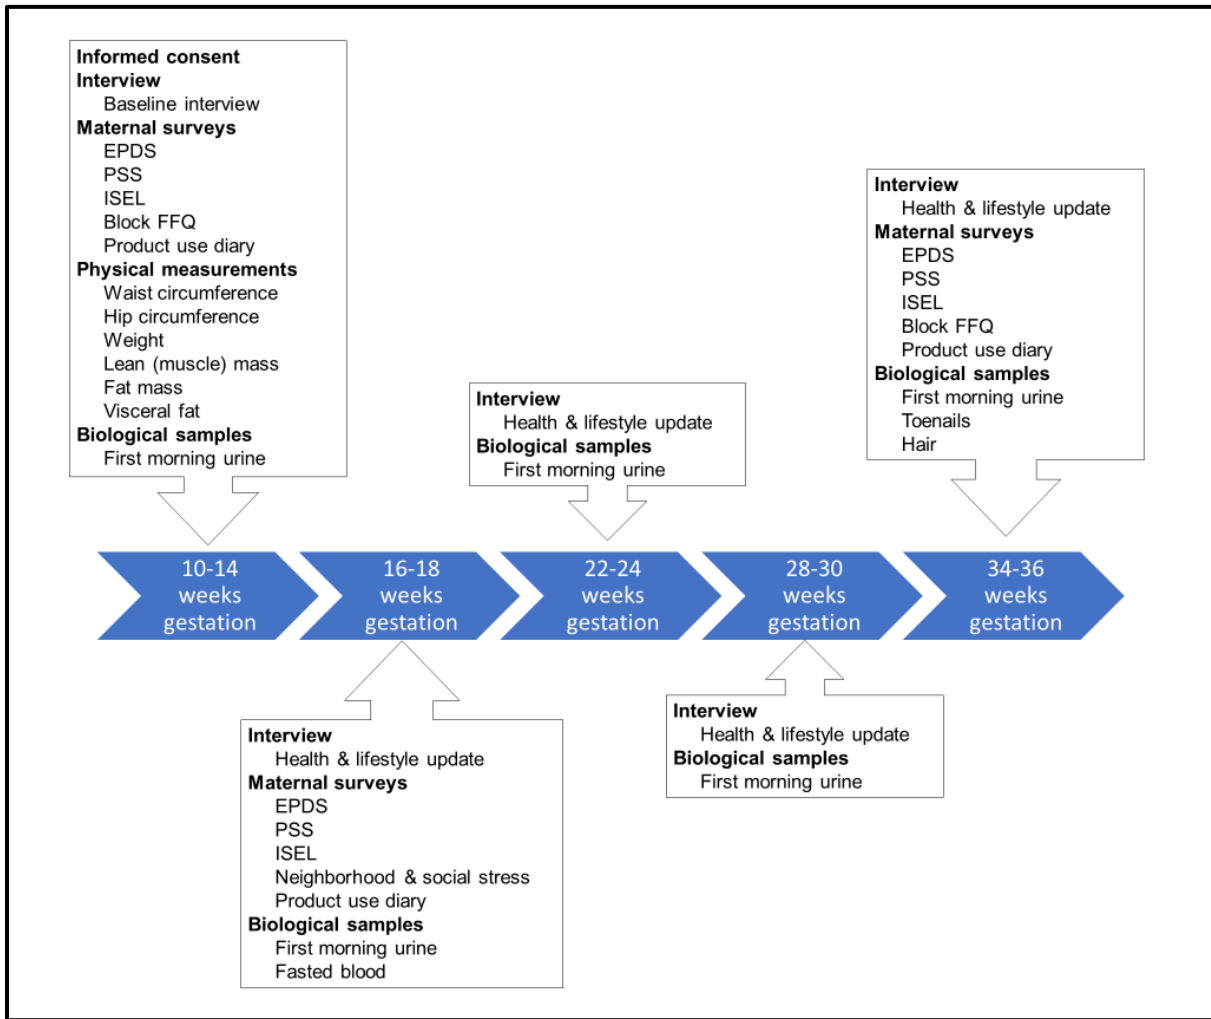 Informed consent
Interview
Baseline interview
Maternal surveys
EPDS
PSS
ISEL
Block FFQ
Product use diary
Physical measurements
Waist circumference
Hip circumference
Weight
Lean (muscle) mass
Fat mass
Visceral fat
Biological samples
First morning urine
Interview
Health & lifestyle update
Biological samples
First morning urine
Interview
Health & lifestyle update
Maternal surveys
EPDS
PSS
ISEL
Block FFQ
Product use diary
Biological samples
First morning urine
Toenails
Hair
10-14
weeks
gestation
16-18
weeks
gestation
22-24
weeks
gestation
28-30
weeks
gestation
34-36
weeks
gestation
Interview
Health & lifestyle update
Maternal surveys
EPDS
PSS
ISEL
Neighborhood & social stress
Product use diary
Biological samples
First morning urine
Fasted blood
Interview
Health & lifestyle update
Biological samples
First morning urine